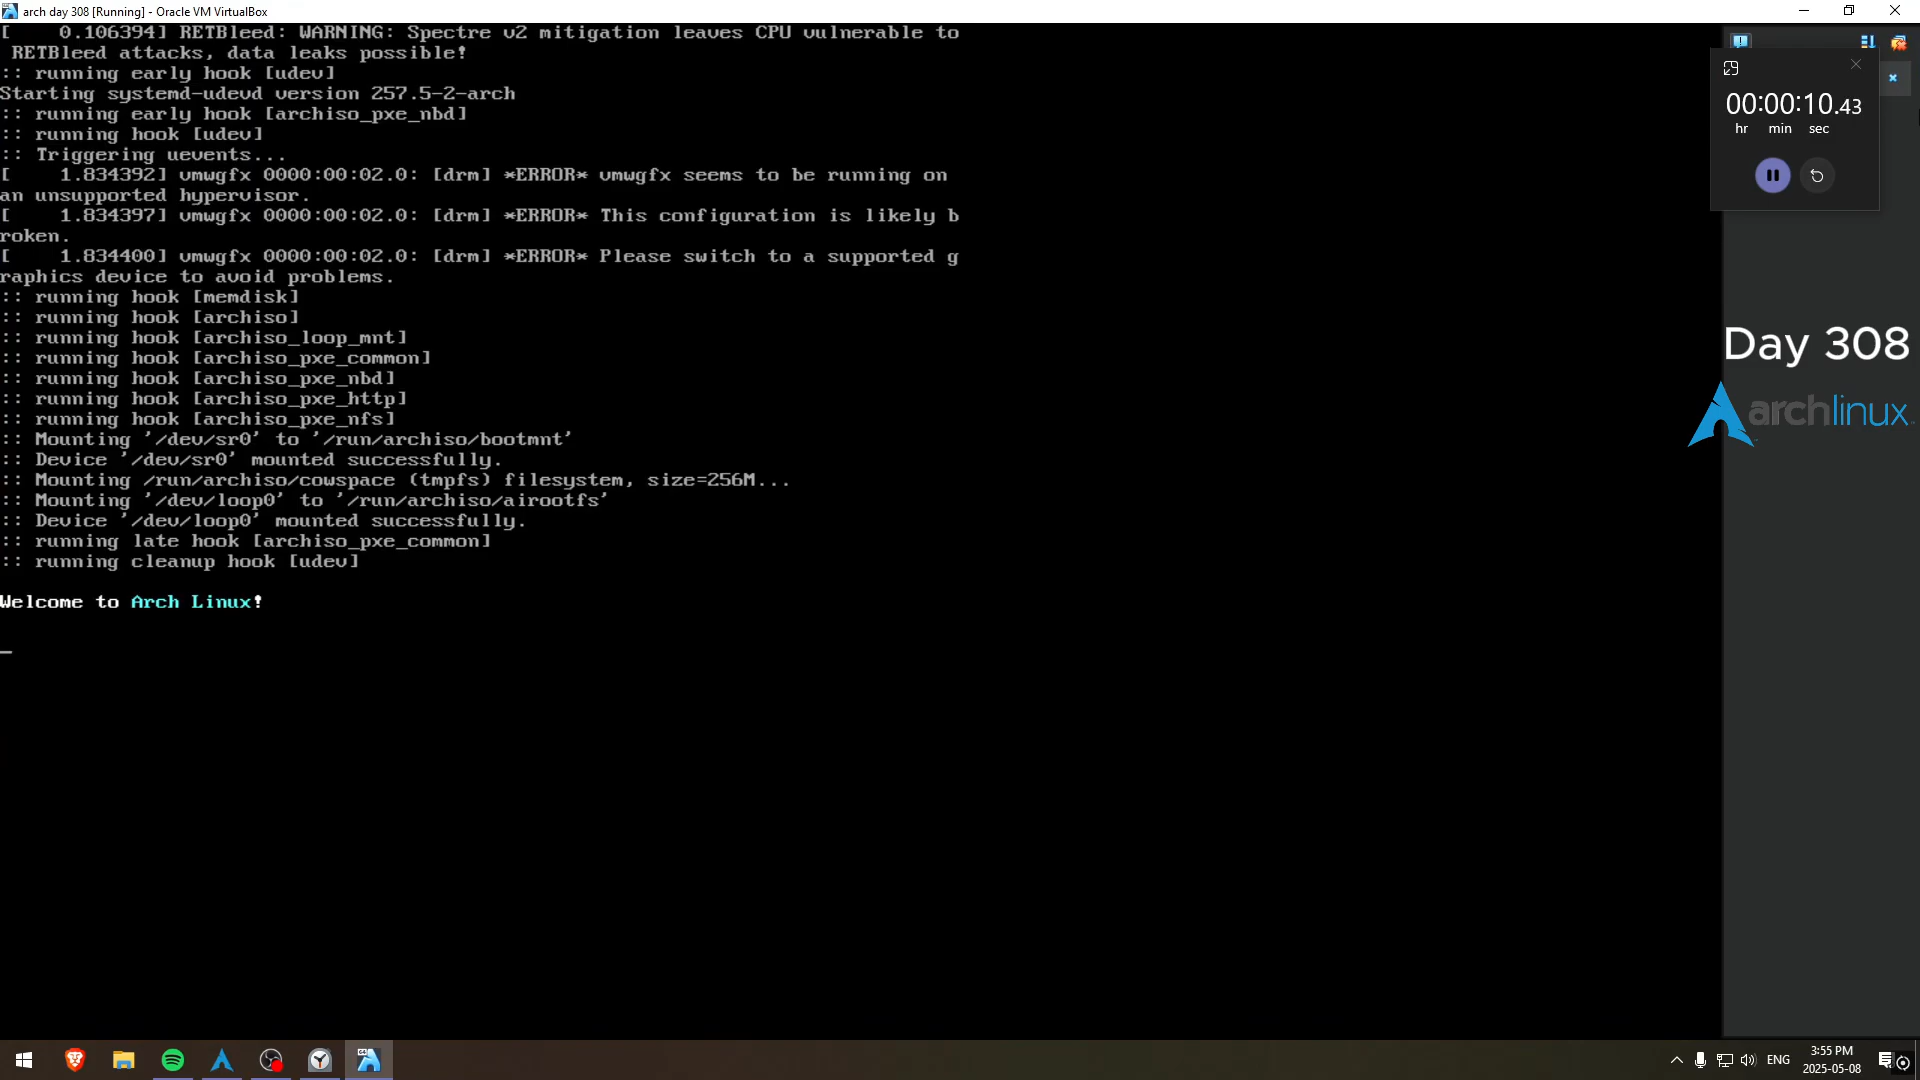 arch day 308 [Running] - Oracle VM VirtualBox
[    0.106394] RETBleed: WARNING: Spectre v2 mitigation leaves CPU vulnerable to
 RETBleed attacks, data leaks possible!
:: running early hook [udev]
Starting systemd-udevd version 257.5-2-arch
:: running early hook [archiso_pxe_nbd]
:: running hook [udev]
:: Triggering uevents...
[    1.834392] vmwgfx 0000:00:02.0: [drm] *ERROR* vmwgfx seems to be running on
an unsupported hypervisor.
[    1.834397] vmwgfx 0000:00:02.0: [drm] *ERROR* This configuration is likely b
roken.
[    1.834400] vmwgfx 0000:00:02.0: [drm] *ERROR* Please switch to a supported g
raphics device to avoid problems.
:: running hook [memdisk]
:: running hook [archiso]
:: running hook [archiso_loop_mnt]
:: running hook [archiso_pxe_common]
:: running hook [archiso_pxe_nbd]
:: running hook [archiso_pxe_http]
:: running hook [archiso_pxe_nfs]
:: Mounting '/dev/sr0' to '/run/archiso/bootmnt'
:: Device '/dev/sr0' mounted successfully.
:: Mounting /run/archiso/cowspace (tmpfs) filesystem, size=256M...
:: Mounting '/dev/loop0' to '/run/archiso/airootfs'
:: Device '/dev/loop0' mounted successfully.
:: running late hook [archiso_pxe_common]
:: running cleanup hook [udev]
Welcome to Arch Linux!
00:00:10.43
hr min sec
Day 308
archlinux
ENG
3:55 PM
2025-05-08